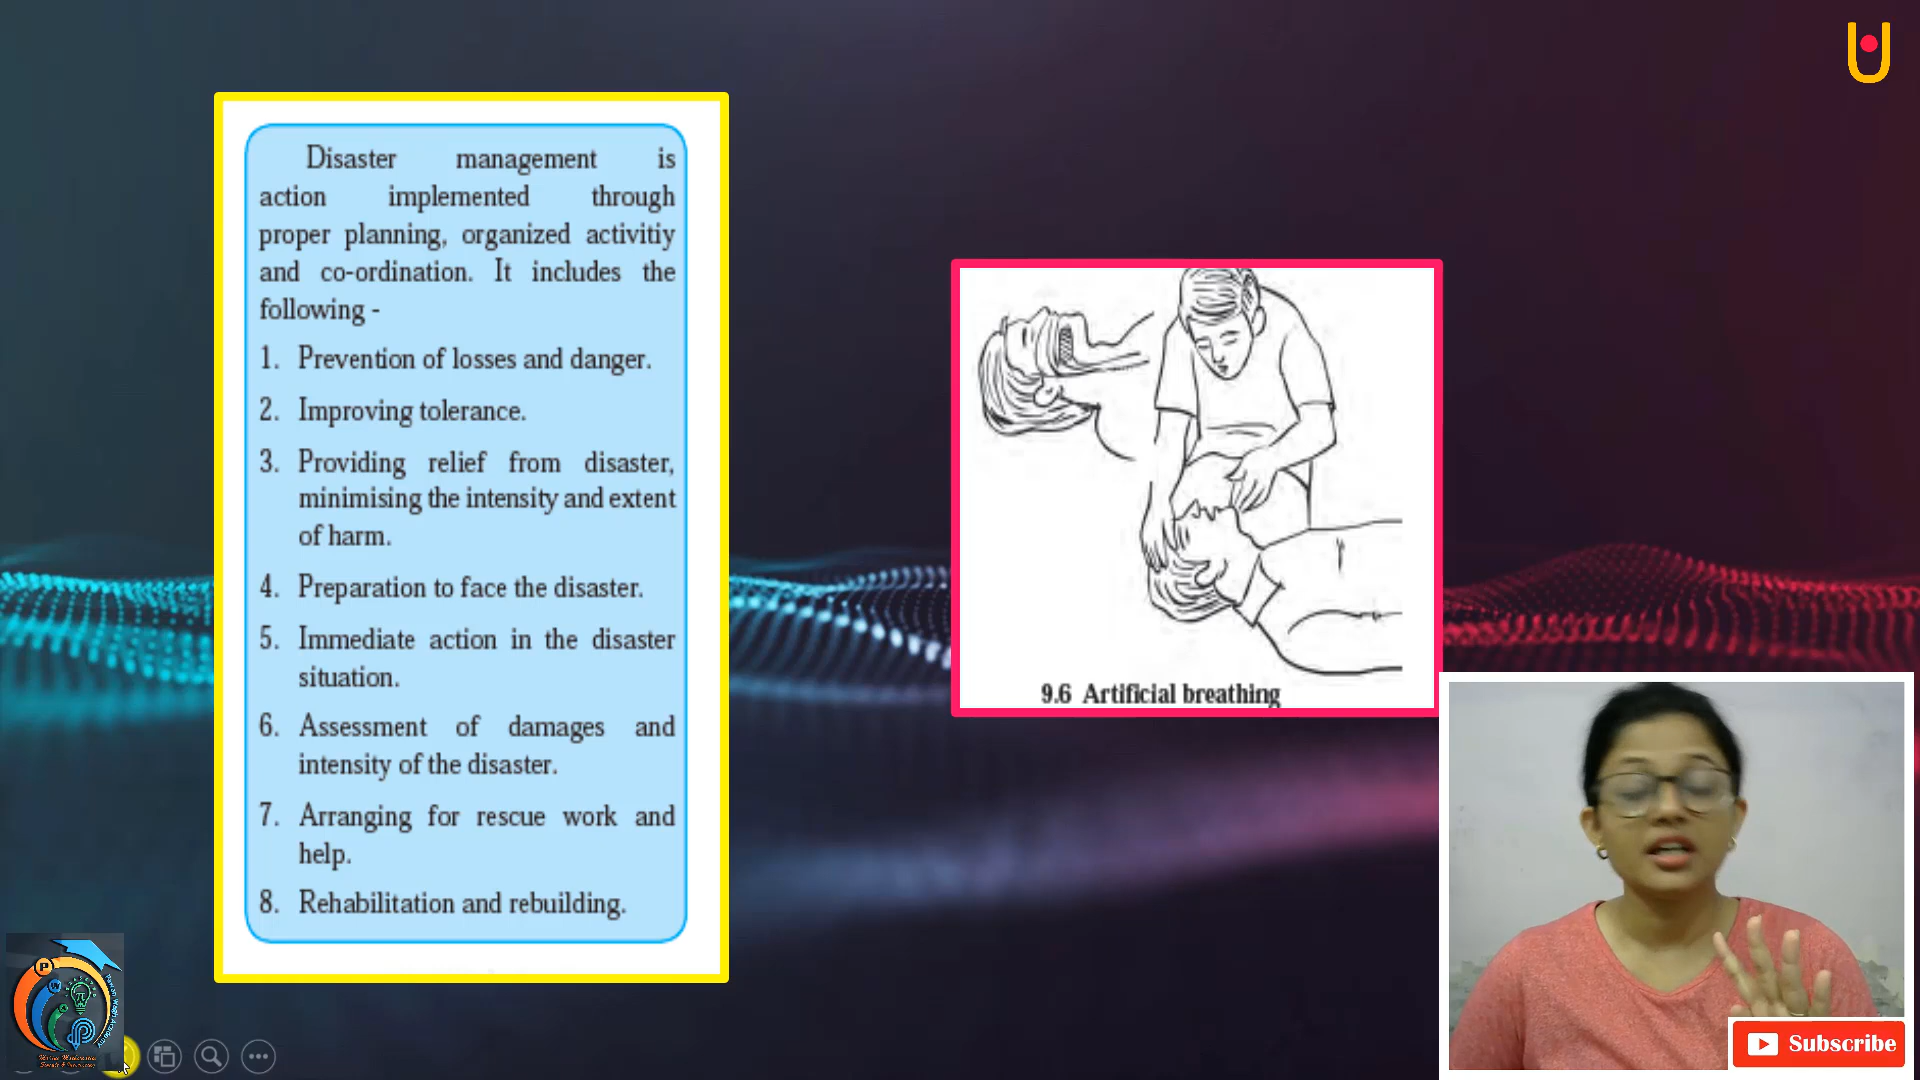 Disaster management is
action implemented through
proper planning, organized activitiy
and co-ordination. It includes the
following -
1. Prevention of losses and danger.
2. Improving tolerance.
3. Providing relief from disaster,
minimising the intensity and extent
of harm.
4. Preparation to face the disaster.
5. Immediate action in the disaster
situation.
6. Assessment of damages and
intensity of the disaster.
7. Arranging for rescue work and
help.
8. Rehabilitation and rebuilding.
9.6 Artificial breathing
Subscribe